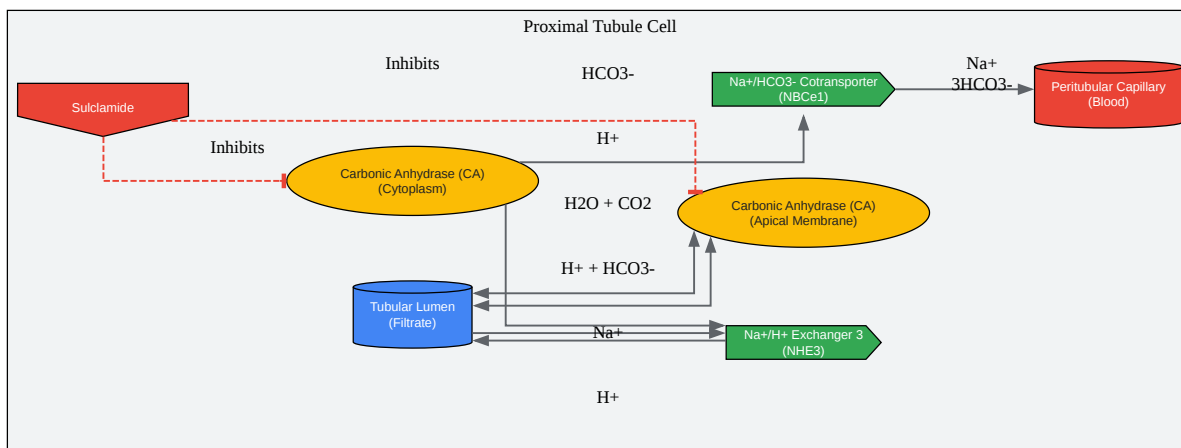 Proximal Tubule Cell
Inhibits
HCO3-
Na+
3HCO3-
Na+/HCO3- Cotransporter
(NBCe1)
Peritubular Capillary
(Blood)
Sulclamide
Inhibits
H+
Carbonic Anhydrase (CA)
(Cytoplasm)
H2O + CO2
Carbonic Anhydrase (CA)
(Apical Membrane)
H+ + HCO3-
Tubular Lumen
(Filtrate)
Na+
Na+/H+ Exchanger 3
(NHE3)
H+